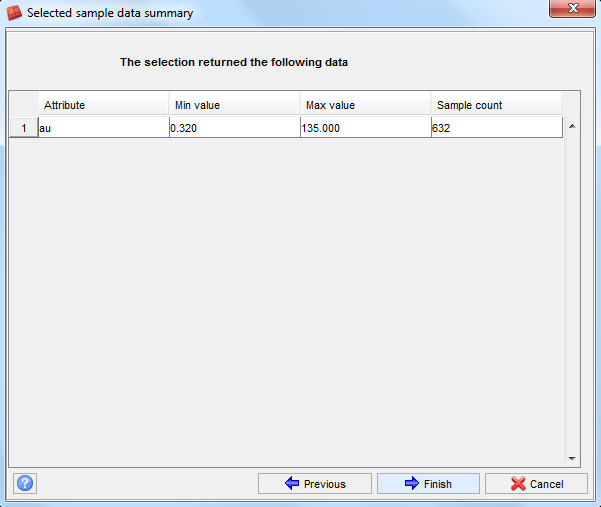 Selected sample data summary
The selection returned the following data
Attribute Min value Max value Sample count
1 au 0.320 135.000 632
? Previous Finish Cancel